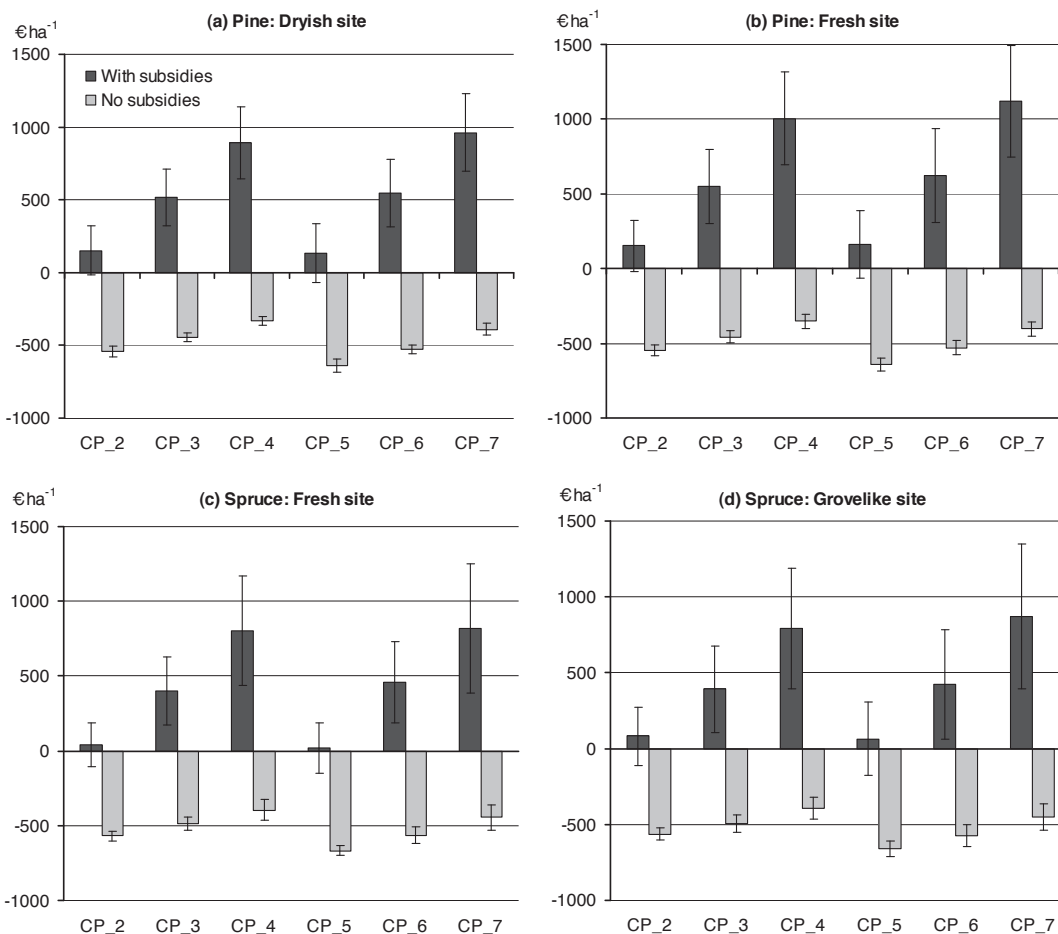 (a) Pine: Dryish site
€ha-1
1500
1000
500
0
-500
-1000
With subsidies
No subsidies
CP_2 CP_3 CP_4 CP_5 CP_6 CP_7
(b) Pine: Fresh site
€ha-1
1500
1000
500
0
-500
-1000
CP_2 CP_3 CP_4 CP_5 CP_6 CP_7
(c) Spruce: Fresh site
€ha-1
1500
1000
500
0
-500
-1000
CP_2 CP_3 CP_4 CP_5 CP_6 CP_7
(d) Spruce: Grovelike site
€ha-1
1500
1000
500
0
-500
-1000
CP_2 CP_3 CP_4 CP_5 CP_6 CP_7